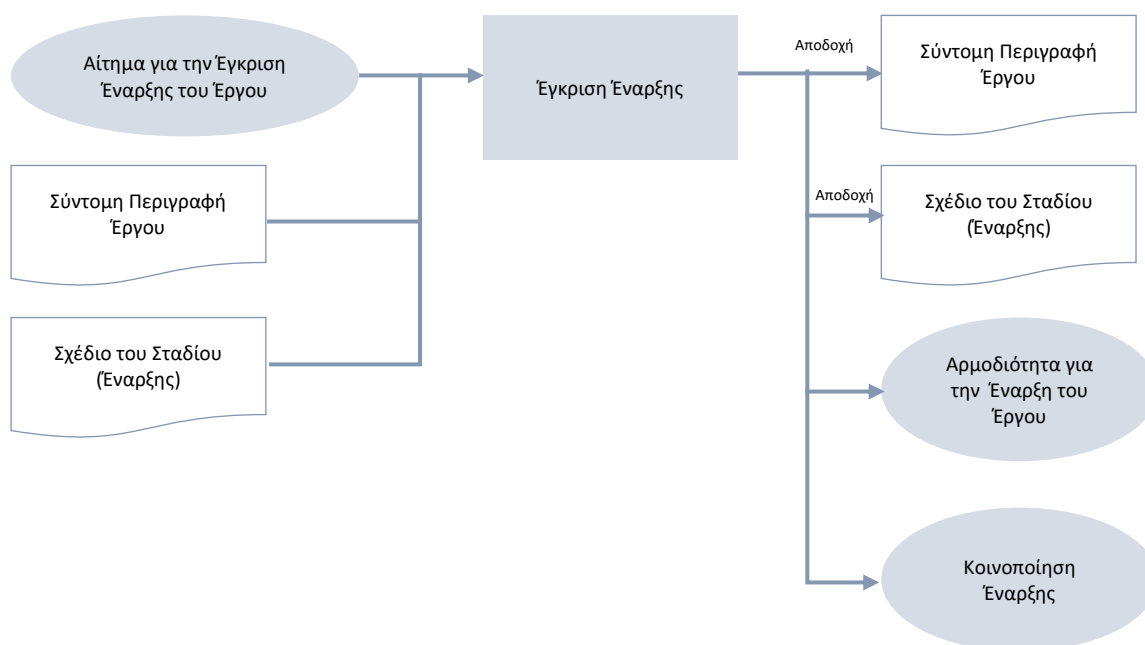 Αίτημα για την Έγκριση
Έναρξης του Έργου
Σύντομη Περιγραφή
Έργου
Σχέδιο του Σταδίου
(Έναρξης)
Έγκριση Έναρξης
Αποδοχή
Σύντομη Περιγραφή
Έργου
Αποδοχή
Σχέδιο του Σταδίου
(Έναρξης)
Αρμοδιότητα για
την Έναρξη του
Έργου
Κοινοποίηση
Έναρξης